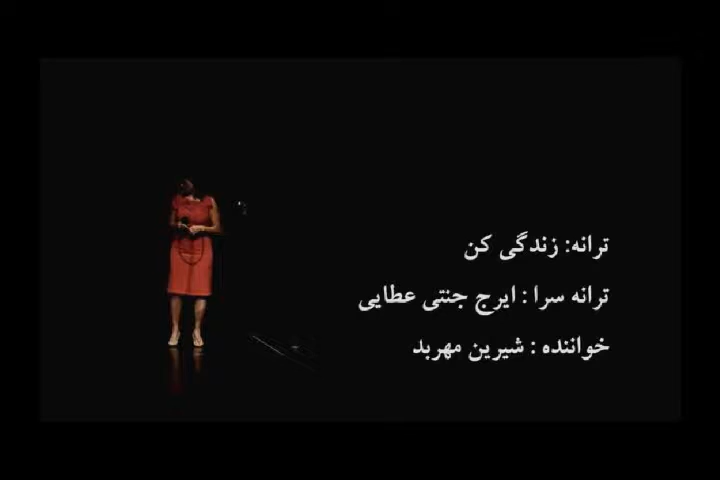 ترانه: زندگی کن
ترانه سرا : ایرج جنتی عطایی
خواننده : شیرین مهربد